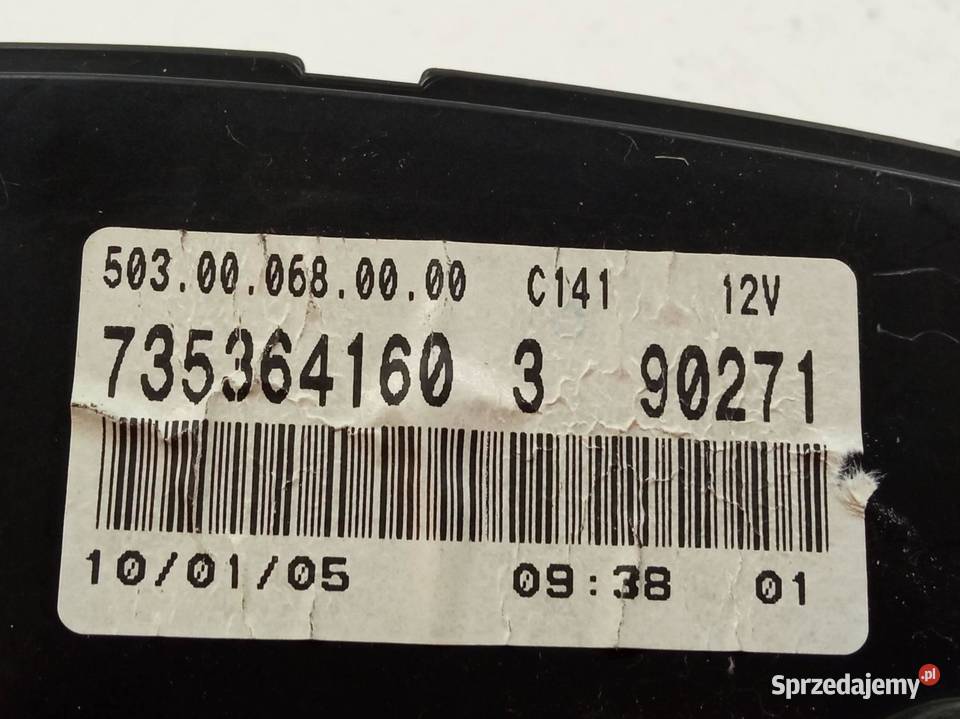 503.00.068.00.00 C141 12V
735364160 3 90271
10/01/05 09:38 01
Sprzedajemy.pl